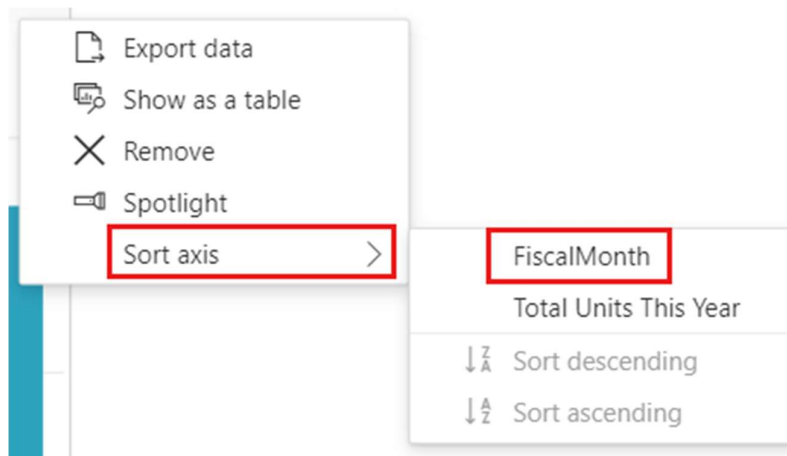 Export data
Show as a table
Remove
Spotlight
Sort axis
FiscalMonth
Total Units This Year
Sort descending
Sort ascending